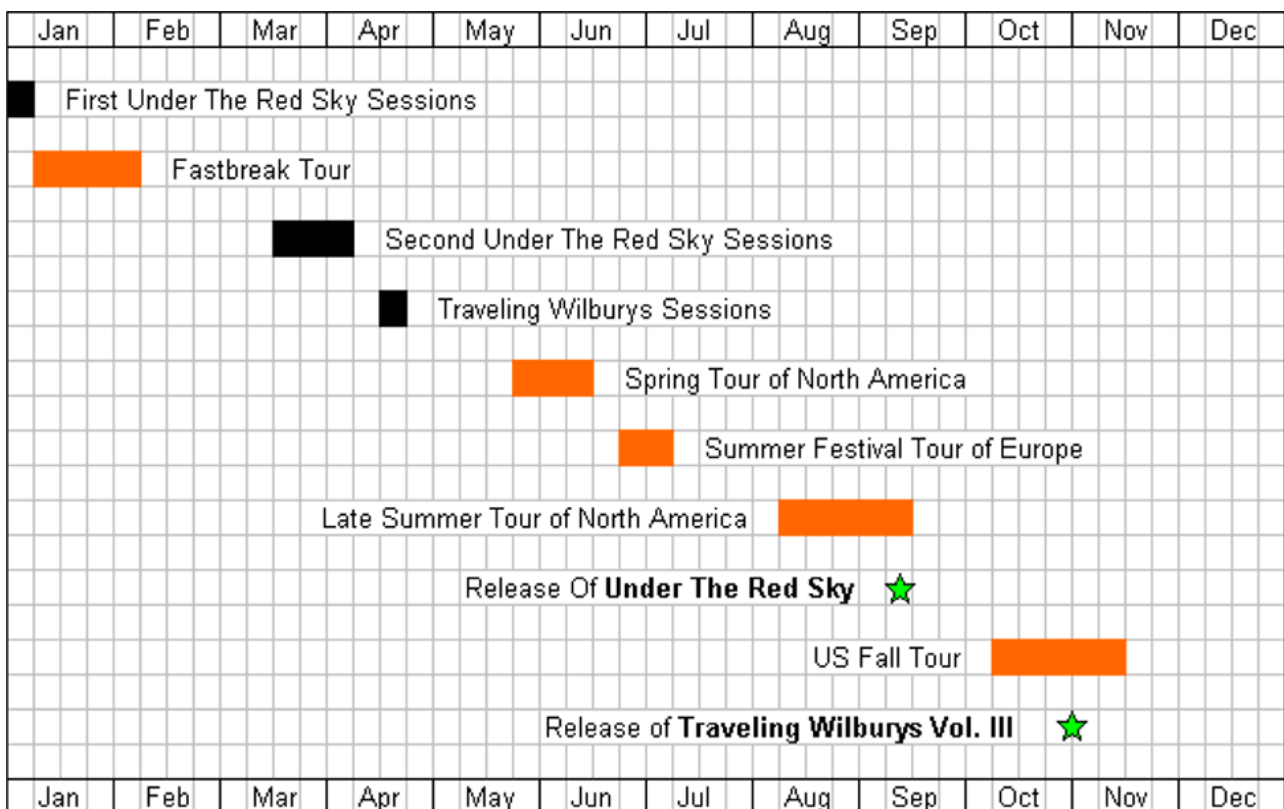 Jan Feb Mar Apr May Jun Jul Aug Sep Oct Nov Dec
First Under The Red Sky Sessions
Fastbreak Tour
Second Under The Red Sky Sessions
Traveling Wilburys Sessions
Spring Tour of North America
Summer Festival Tour of Europe
Late Summer Tour of North America
Release Of Under The Red Sky
US Fall Tour
Release of Traveling Wilburys Vol. III
Jan Feb Mar Apr May Jun Jul Aug Sep Oct Nov Dec